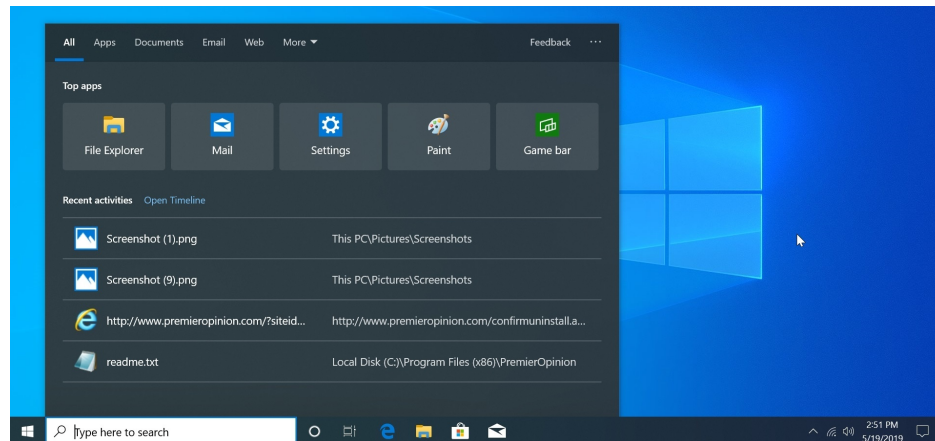 All Apps Documents Email Web More Feedback ...
Top apps
File Explorer Mail Settings Paint Game bar
Recent activities Open Timeline
Screenshot (1).png This PC\Pictures\Screenshots
Screenshot (9).png This PC\Pictures\Screenshots
http://www.premieropinion.com/?siteid... http://www.premieropinion.com/confirmuninstall.a...
readme.txt Local Disk (C:)\Program Files (x86)\PremierOpinion
Type here to search
2:51 PM
5/19/2019